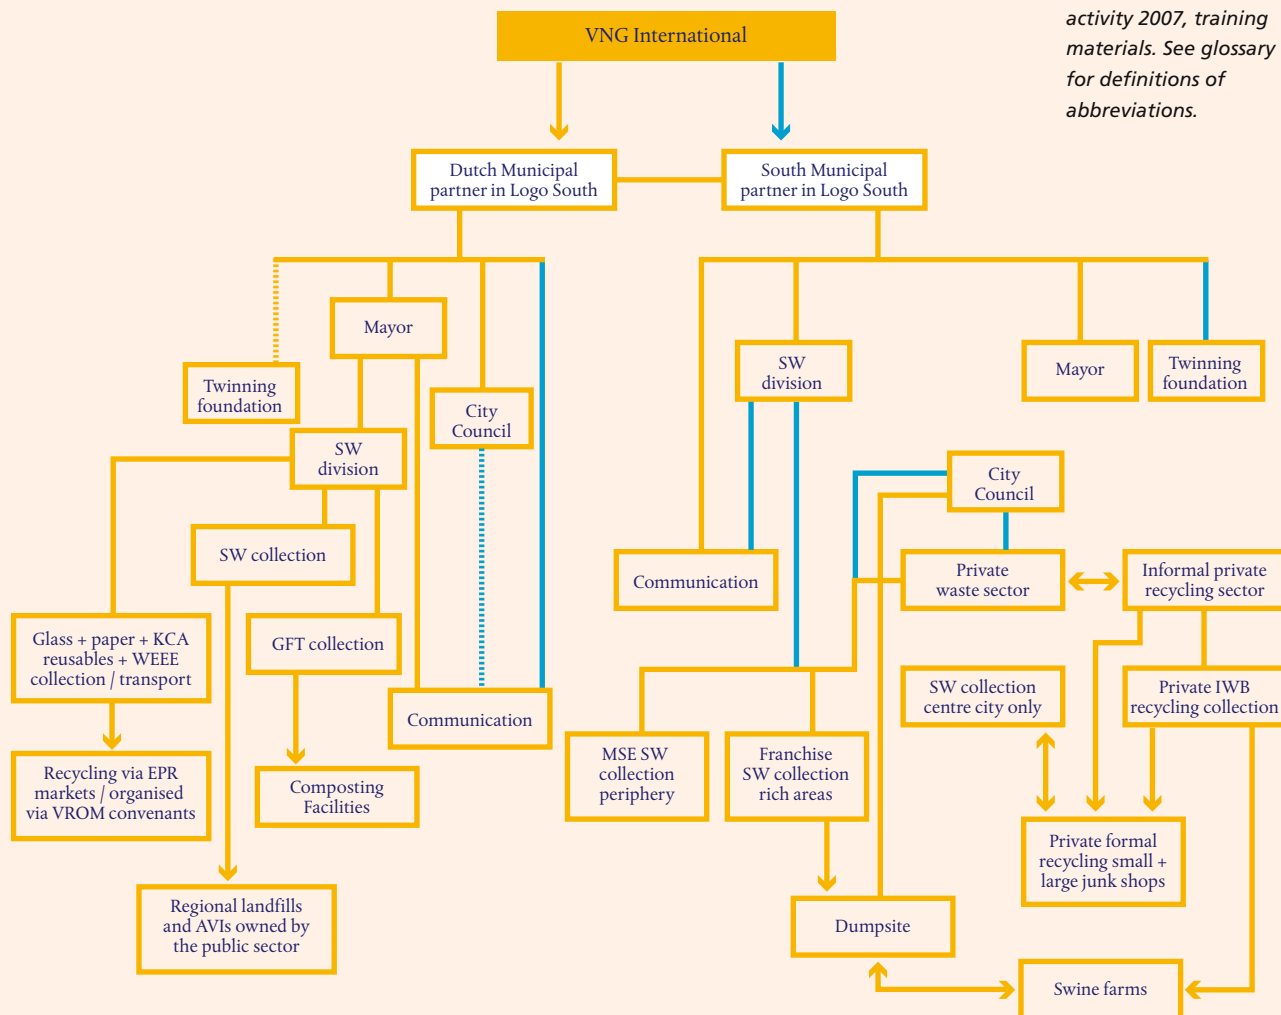 activity 2007, training
materials. See glossary
for definitions of
abbreviations.
VNG International
Dutch Municipal
partner in Logo South
South Municipal
partner in Logo South
Mayor
Twinning
foundation
City
Council
SW
division
SW collection
Glass + paper + KCA
reusables + WEEE
collection / transport
GFT collection
Communication
Recycling via EPR
markets / organised
via VROM convenants
Composting
Facilities
Regional landfills
and AVIs owned by
the public sector
SW
division
Mayor
Twinning
foundation
City
Council
Communication
Private
waste sector
Informal private
recycling sector
SW collection
centre city only
Private IWB
recycling collection
MSE SW
collection
periphery
Franchise
SW collection
rich areas
Private formal
recycling small +
large junk shops
Dumpsite
Swine farms